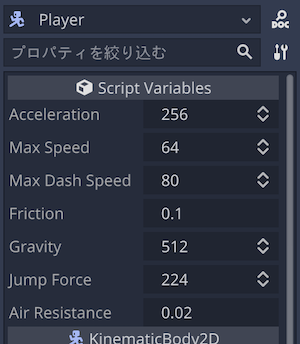 Player
DOC
プロパティを絞り込む
Script Variables
Acceleration 256
Max Speed 64
Max Dash Speed 80
Friction 0.1
Gravity 512
Jump Force 224
Air Resistance 0.02
KinematicBody2D